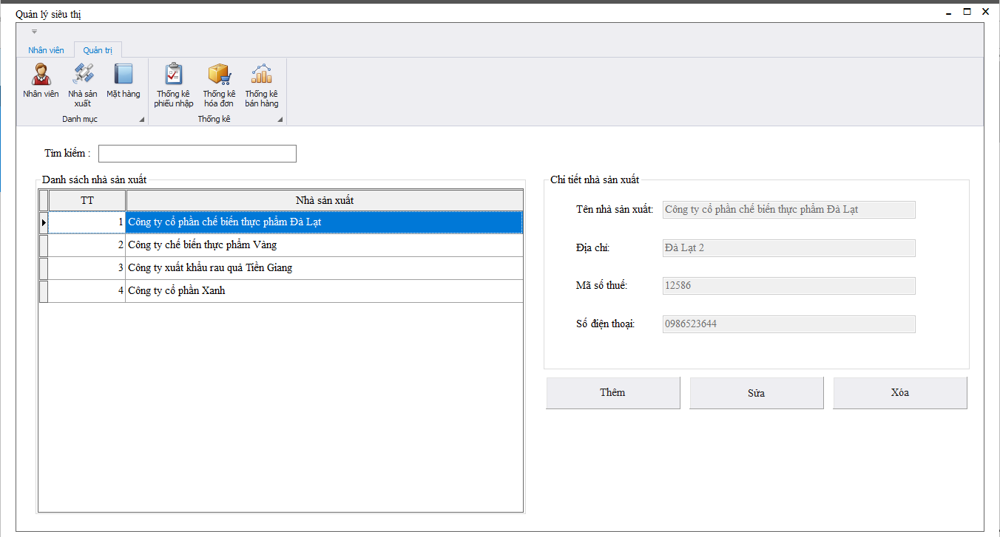 Quản lý siêu thị
Nhân viên Quản trị
Nhân viên Nhà sản xuất Mặt hàng Thống kê phiếu nhập Thống kê hóa đơn Thống kê bán hàng
Danh mục Thống kê
Tìm kiếm :
Danh sách nhà sản xuất
TT Nhà sản xuất
1 Công ty cổ phần chế biến thực phẩm Đà Lạt
2 Công ty chế biến thực phẩm Vàng
3 Công ty xuất khẩu rau quả Tiền Giang
4 Công ty cổ phần Xanh
Chi tiết nhà sản xuất
Tên nhà sản xuất: Công ty cổ phần chế biến thực phẩm Đà Lạt
Địa chỉ: Đà Lạt 2
Mã số thuế: 12586
Số điện thoại: 0986523644
Thêm Sửa Xóa